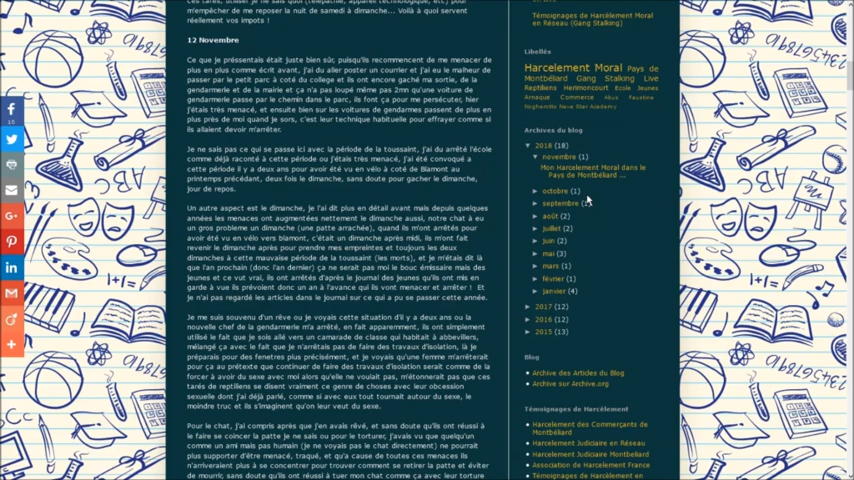 m'empêcher de me reposer la nuit de samedi à dimanche... Voilà à quoi servent
réellement vos impots !
12 Novembre
Ce que je préssentais était juste bien sûr, puisqu'ils recommencent de me menacer de
plus en plus comme écrit avant, j'ai du aller poster un courrier et j'ai eu le malheur de
passer par le petit parc à coté du college et ils ont encore gaché ma sortie, de la
gendarmerie et de la mairie et ça n'a pas loupé même pas 2mn qu'une voiture de
gendarmerie passe par le chemin dans le parc, ils font ça pour me persécuter, hier
j'étais très menacé, et ensuite bien sur les voitures de gendarmes passent de plus en
plus près de moi quand je sors, c'est leur technique habituelle pour effrayer comme si
ils allaient devoir m'arrêter.
Je ne sais pas ce qui se passe ici avec la période de la toussaint, j'ai du arrêté l'école
comme déjà raconté à cette période ou j'étais très menacé, j'ai été convoqué a
cette période il y a deux ans pour avoir été vu en vélo à coté de Blamont au
printemps précédant, deux fois le dimanche, sans doute pour gacher le dimanche,
jour de repos.
Un autre aspect est le dimanche, je l'ai dit plus en détail avant mais depuis quelques
années les menaces ont augmentées nettement le dimanche aussi, notre chat à eu
un gros probleme un dimanche (une patte arrachée), quand ils m'ont arrêtés pour
avoir été vu en vélo vers blamont, c'était un dimanche après midi, ils m'ont fait
revenir le dimanche après pour prendre mes empreintes et toujours les deux
dimanches à cette mauvaise période de la toussaint (les morts), et je m'étais dit là
que l'an prochain (donc l'an dernier) ça ne serait pas moi le bouc émissaire mais des
jeunes et ce vut vrai, ils ont arrêtés d'après le journal des jeunes qu'ils ont mis en
garde à vue ils prévoient donc un an à l'avance qui ils vont menacer et arrêter ! Et
je n'ai pas regardé les articles dans le journal sur ce qui a pu se passer cette année.
Je me suis souvenu d'un rêve ou je voyais cette situation d'il y a deux ans ou la
nouvelle chef de la gendarmerie m'a arrêté, en fait apparemment, ils ont simplement
utilisé le fait que je sois allé vers un camarade de classe qui habitait à abbevillers,
mélangé ça avec le fait que je n'arrêtais pas de faire des travaux d'isolation, là je
préparais pour des fenetres plus précisément, et je voyais qu'une femme m'arrêterait
pour ça au prétexte que continuer de faire des travaux d'isolation serait comme de la
forcer à avoir du sexe avec moi alors qu'elle ne voulait pas, m'étonnerait pas que ces
tarés de reptiliens se disent vraiment ce genre de choses avec leur obcession
sexuelle dont j'ai déjà parlé, comme si avec eux tout tournait autour du sexe, le
moindre truc et ils s'imaginent qu'on leur veut du sexe.
Pour le chat, j'ai compris après que j'en avais rêvé, et sans doute qu'ils ont réussi à
le faire se coincer la patte je ne sais ou pour le torturer, j'avais vu que quelqu'un
comme un ami mais pas humain (je ne voyais pas le chat directement) ne pourrait
plus supporter d'être menacé, traqué, et qu'a cause de toutes ces menaces ils
n'arriveraient plus à se concentrer pour trouver comment se retirer la patte et éviter
de mourrir, sans doute qu'ils ont réussi à tuer mon chat comme ça avec leur torture
Témoignages de Harcèlement Moral
en Réseau (Gang Stalking)
Libellés
Harcelement Moral Pays de
Montbéliard Gang Stalking Live
Reptiliens Herimoncourt Ecole Jeunes
Arnaque Commerce Abus Faustine
Nogherotto Neve Star Academy
Archives du blog
▼ 2018 (18)
▼ novembre (1)
Mon Harcelement Moral dans le
Pays de Montbéliard ...
► octobre (1)
► septembre (1)
► août (2)
► juillet (2)
► juin (2)
► mai (3)
► mars (1)
► février (1)
► janvier (4)
► 2017 (12)
► 2016 (12)
► 2015 (13)
Blog
Archive des Articles du Blog
Archive sur Archive.org
Témoignages de Harcèlement
Harcelement des Commerçants de
Montbéliard
Harcelement Judiciaire en Réseau
Harcelement Judiciaire Montbeliard
Association de Harcelement France
Témoignages de Harcèlement en